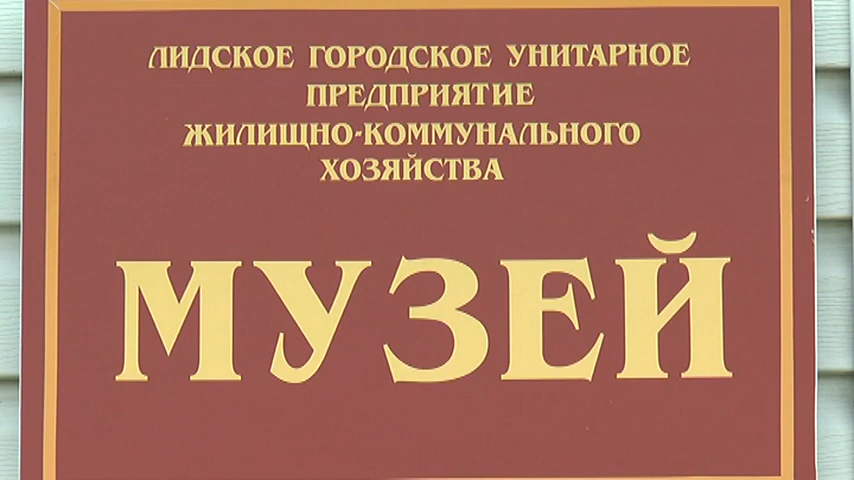 ЛИДСКОЕ ГОРОДСКОЕ УНИТАРНОЕ
ПРЕДПРИЯТИЕ
ЖИЛИЩНО-КОММУНАЛЬНОГО
ХОЗЯЙСТВА
МУЗЕЙ